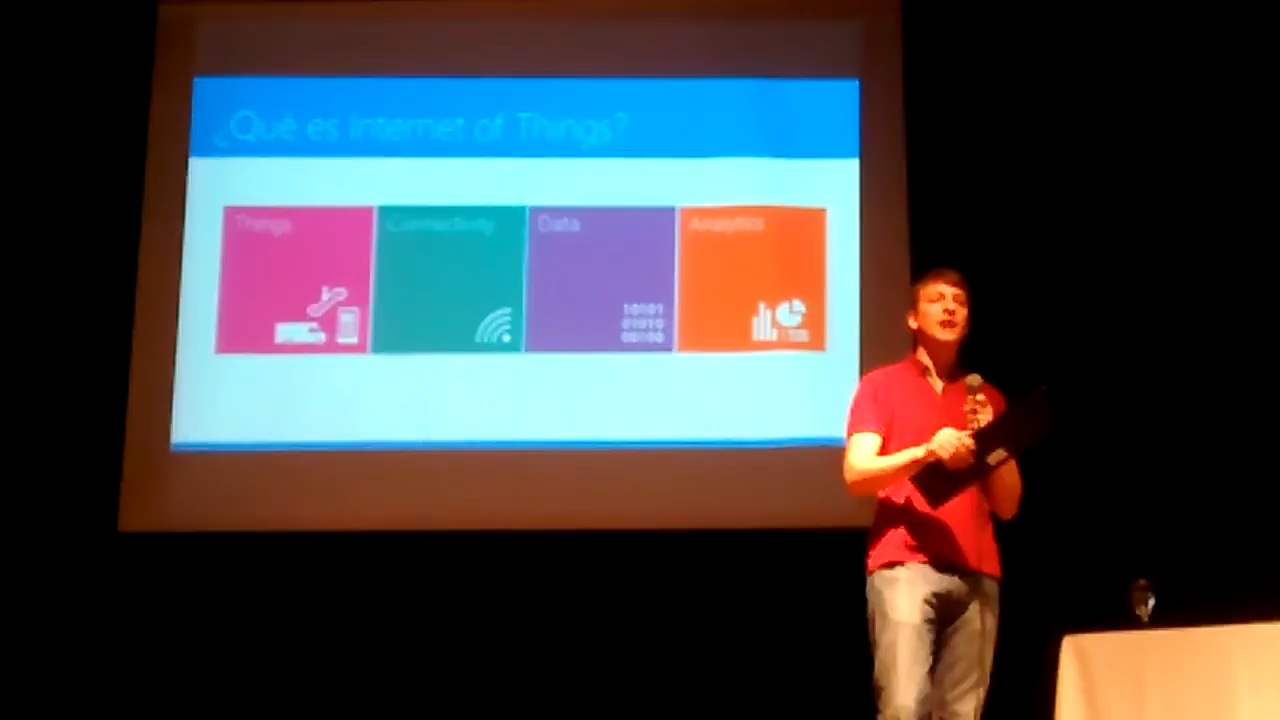 ¿Qué es Internet of Things?
Things
Connectivity
Data
Analytics
10101
01010
00100